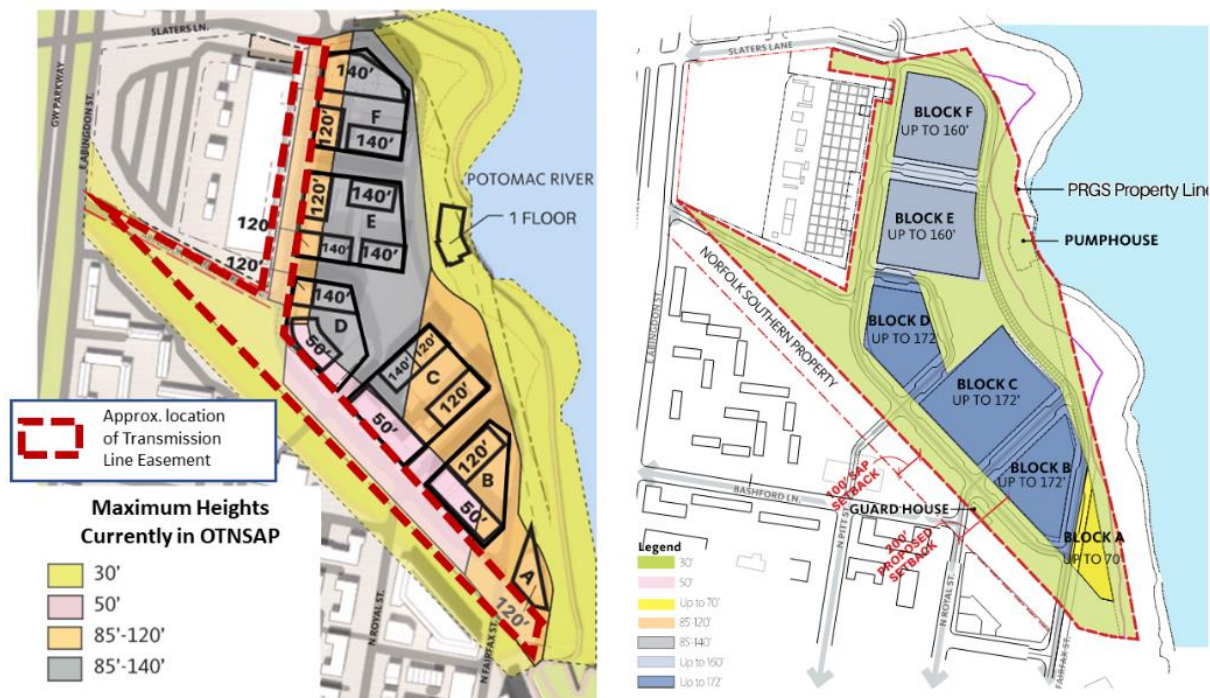 SLATERS LN.
GW PARKWAY
E ABINGDON ST.
140'
F
120'
140'
POTOMAC RIVER
1 FLOOR
140'
120'
E
120
140'
140'
120'
140'
D
50'
120'
140'
C
120'
50'
120'
B
50'
A
120'
N ROYAL ST.
N FAIRFAX ST.
Approx. location
of Transmission
Line Easement
Maximum Heights
Currently in OTNSAP
30'
50'
85'-120'
85'-140'
SLATERS LANE
BLOCK F
UP TO 160'
PRGS Property Line
BLOCK E
UP TO 160'
PUMPHOUSE
NORFOLK SOUTHERN PROPERTY
E ABINGDON ST.
BLOCK D
UP TO 172
BLOCK C
UP TO 172'
BLOCK B
UP TO 172'
BASHFORD LN.
N PITT ST.
100' SAP
SETBACK
GUARD HOUSE
200'
PROPOSED
SETBACK
BLOCK A
UP TO 70'
N ROYAL ST.
FAIRFAX ST.
Legend
30'
50'
Up to 70'
85'-120'
85'-140'
Up to 160'
Up to 172'